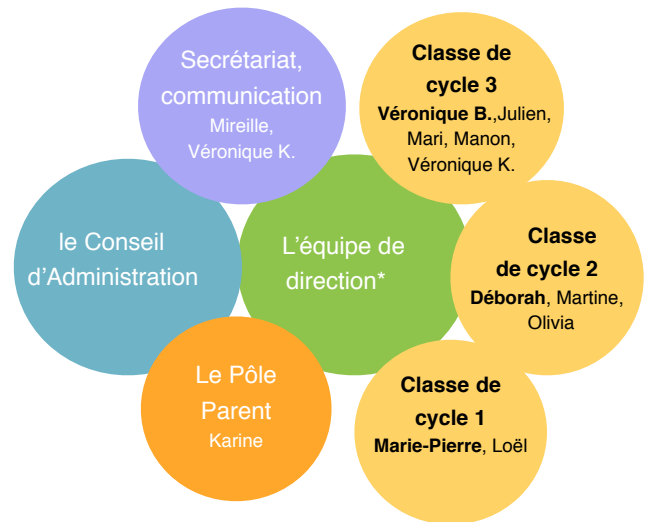 Secrétariat,
communication
Mireille,
Véronique K.
Classe de
cycle 3
Véronique B.,Julien,
Mari, Manon,
Véronique K.
le Conseil
d’Administration
L’équipe de
direction*
Classe
de cycle 2
Déborah, Martine,
Olivia
Le Pôle
Parent
Karine
Classe de
cycle 1
Marie-Pierre, Loël